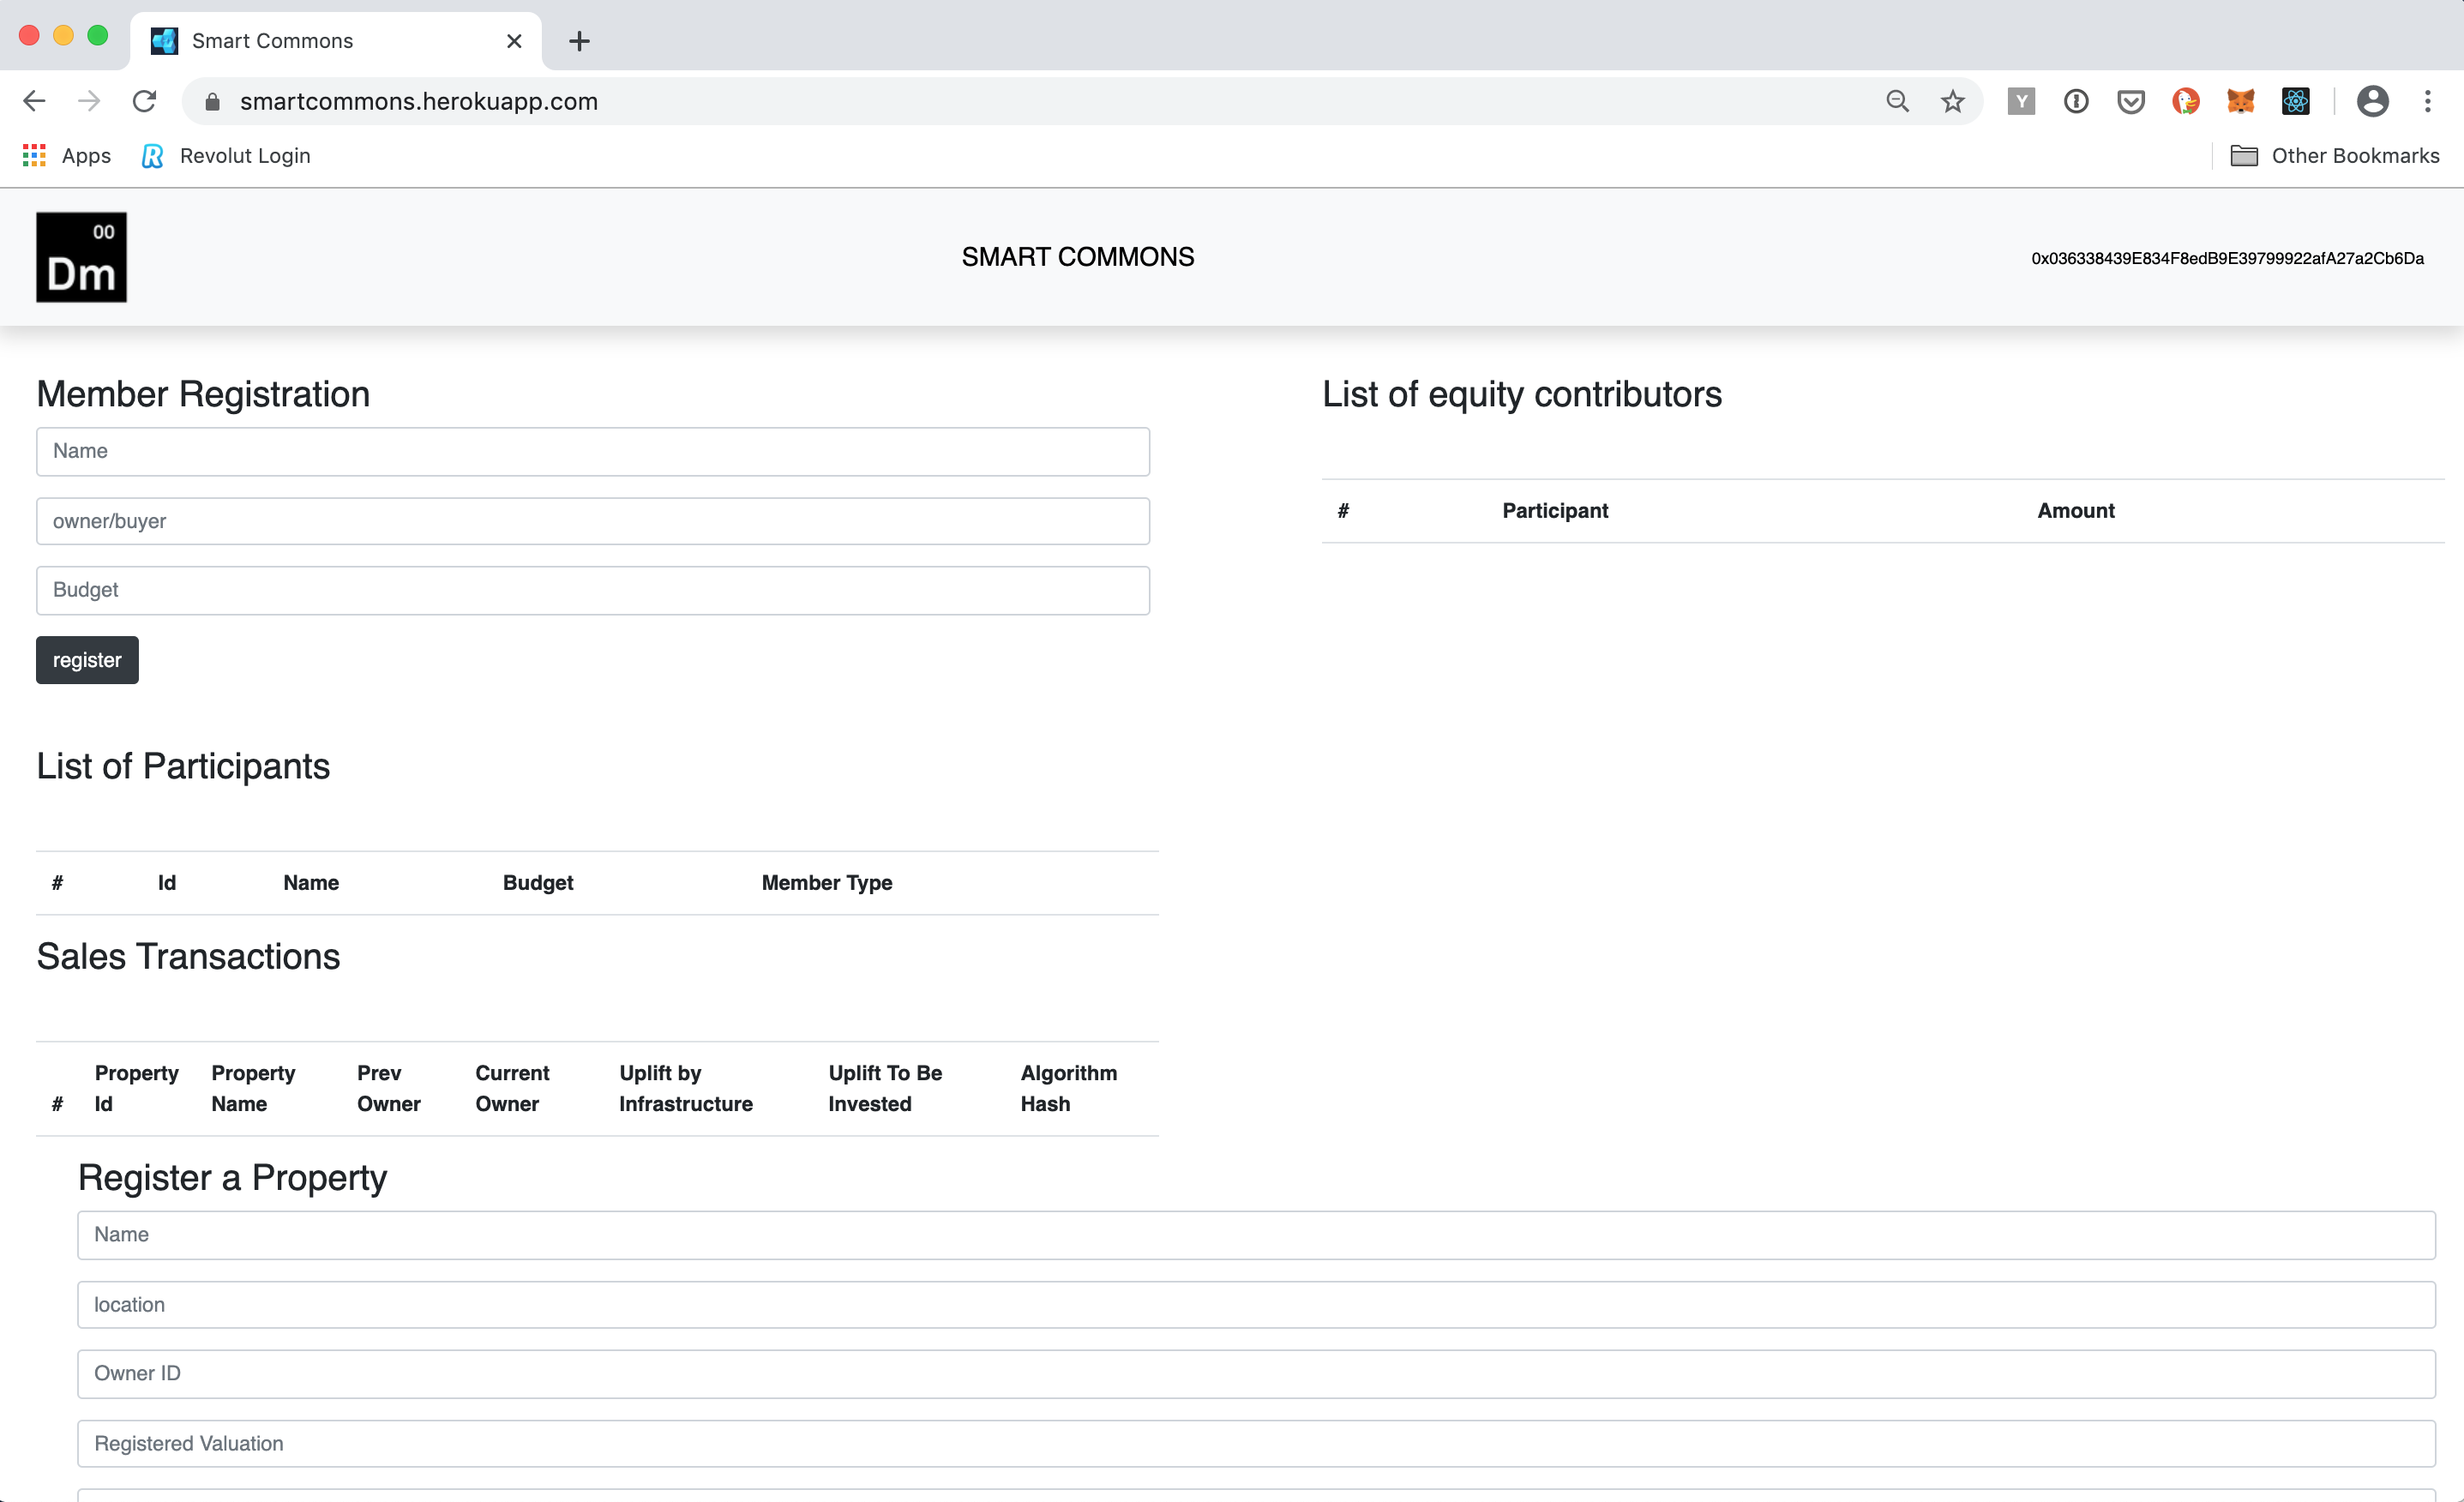 Smart Commons
smartcommons.herokuapp.com
Y
Apps
Revolut Login
Other Bookmarks
00
Dm
SMART COMMONS
0x036338439E834F8edB9E39799922afA27a2Cb6Da
Member Registration
Name
owner/buyer
Budget
register
List of equity contributors
# Participant Amount
List of Participants
# Id Name Budget Member Type
Sales Transactions
# Property Id Property Name Prev Owner Current Owner Uplift by Infrastructure Uplift To Be Invested Algorithm Hash
Register a Property
Name
location
Owner ID
Registered Valuation